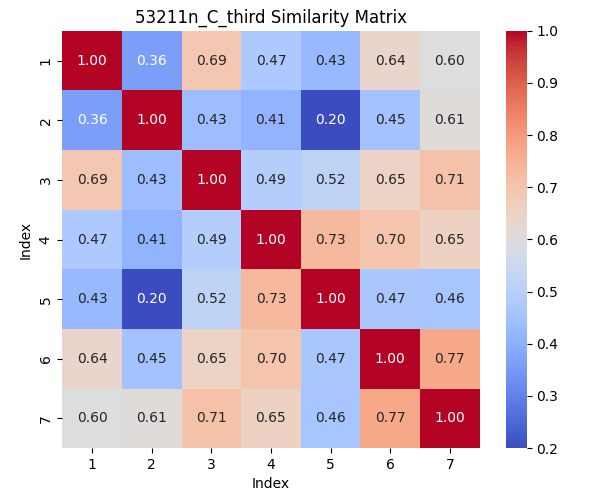 53211n_C_third Similarity Matrix
1 1.00 0.36 0.69 0.47 0.43 0.64 0.60
2 0.36 1.00 0.43 0.41 0.20 0.45 0.61
3 0.69 0.43 1.00 0.49 0.52 0.65 0.71
4 0.47 0.41 0.49 1.00 0.73 0.70 0.65
5 0.43 0.20 0.52 0.73 1.00 0.47 0.46
6 0.64 0.45 0.65 0.70 0.47 1.00 0.77
7 0.60 0.61 0.71 0.65 0.46 0.77 1.00
1 2 3 4 5 6 7
Index
Index
1.0
0.9
0.8
0.7
0.6
0.5
0.4
0.3
0.2